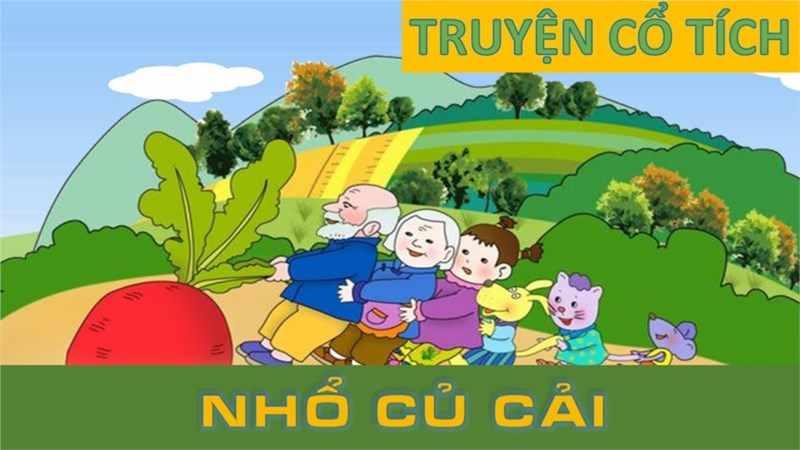 TRUYỆN CỔ TÍCH
NHỔ CỦ CẢI